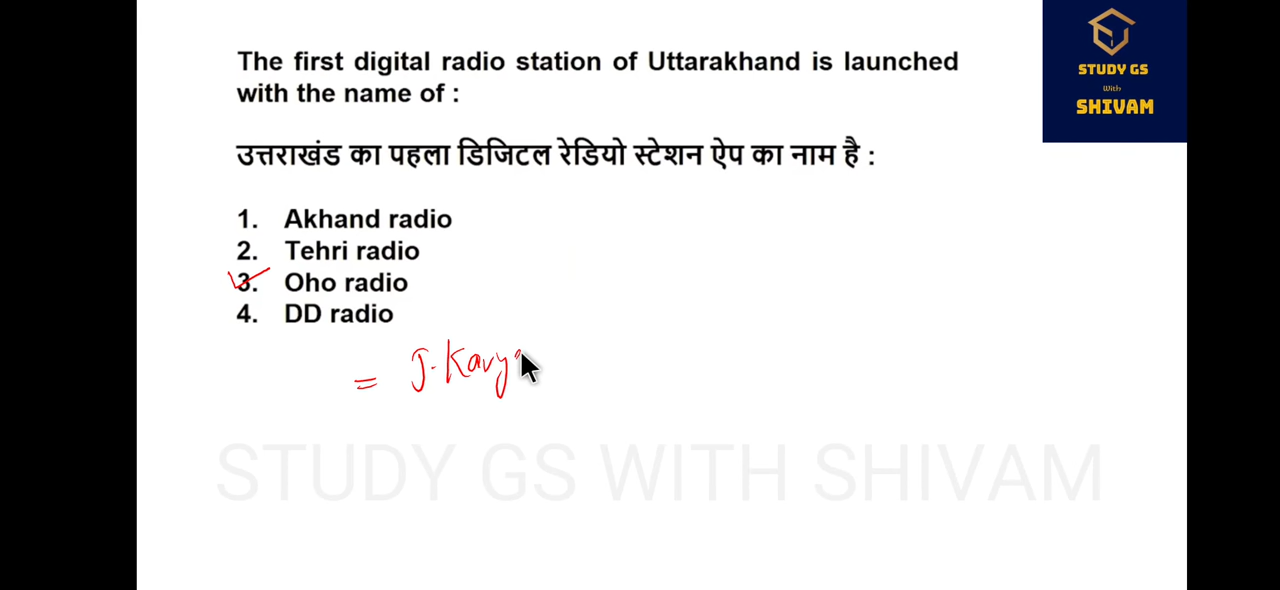 The first digital radio station of Uttarakhand is launched
with the name of :
उत्तराखंड का पहला डिजिटल रेडियो स्टेशन ऐप का नाम है :
1. Akhand radio
2. Tehri radio
3. Oho radio
4. DD radio
= J. Kavy
STUDY GS
With
SHIVAM
STUDY GS WITH SHIVAM